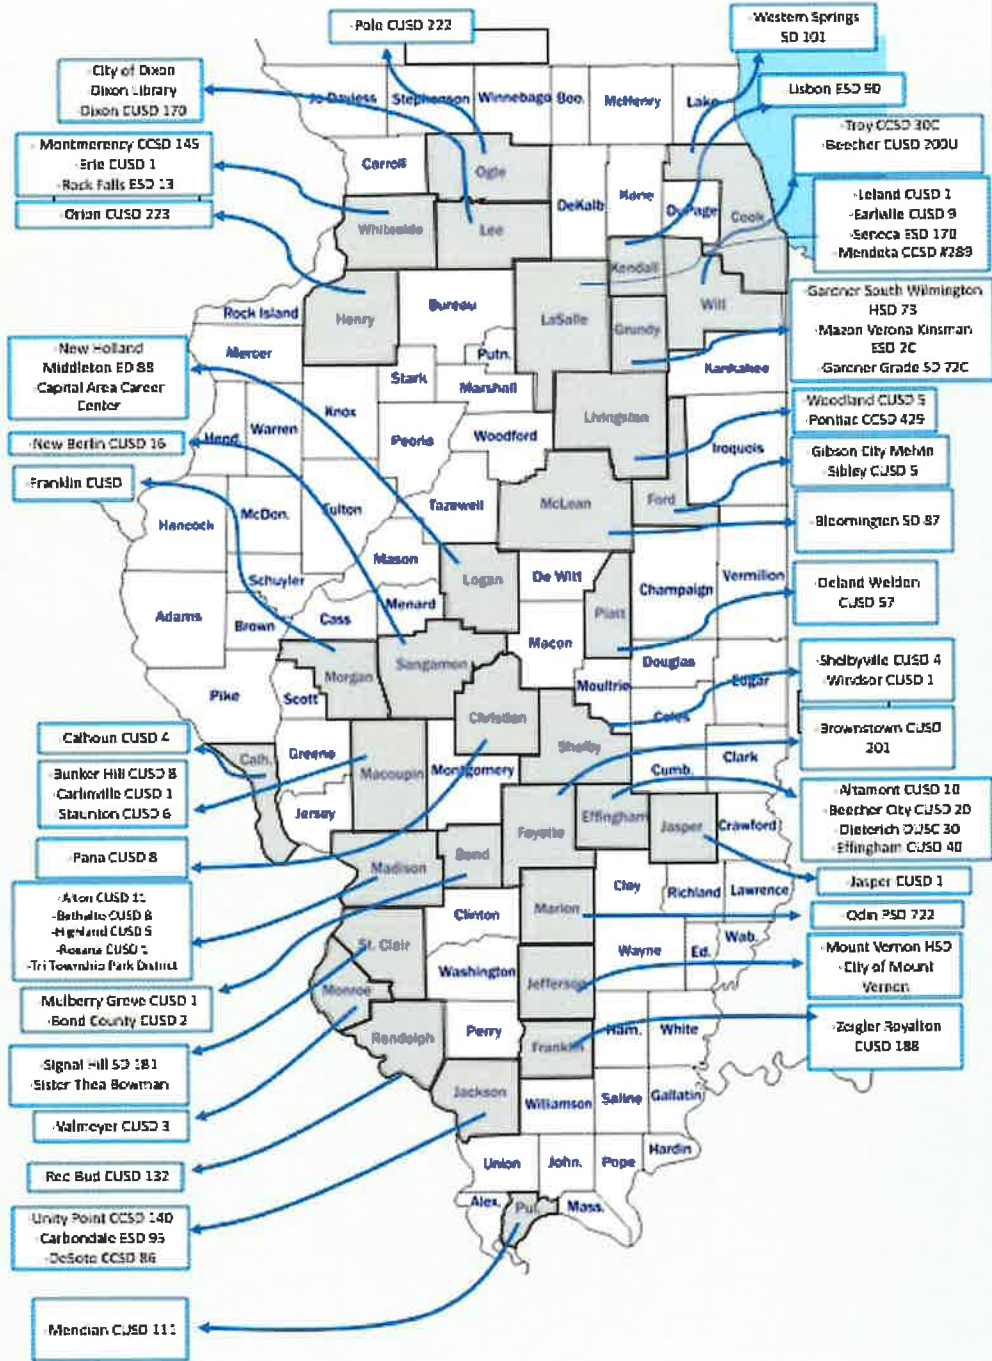 Polo CUSD 222
Western Springs
SD 101
City of Dixon
Dixon Library
Dixon CUSD 170
Lisbon ESD 90
Montmorency CCSD 145
Erie CUSD 1
Rock Falls ESD 13
Troy CCSD 30C
Beecher CUSD 200U
Orion CUSD 223
Leland CUSD 1
Earlville CUSD 9
Seneca ESD 170
Mendota CCSD #289
Gardner South Wilmington
HSD 73
Mazon Verona Kinsman
ESD 2C
Gardner Grade SD 72C
New Holland
Middleton ED 88
Capital Area Career
Center
Woodland CUSD 5
Pontiac CCSD 429
New Berlin CUSD 16
Gibson City Melvin
Sibley CUSD 5
Franklin CUSD
Bloomington SD 87
Deland Weldon
CUSD 57
Shelbyville CUSD 4
Windsor CUSD 1
Calhoun CUSD 4
Brownstown CUSD
201
Bunker Hill CUSD 8
Carlinville CUSD 1
Staunton CUSD 6
Altamont CUSD 10
Beecher City CUSD 20
Dieterich DUSC 30
Effingham CUSD 40
Pana CUSD 8
Jasper CUSD 1
Alton CUSD 11
Bethalto CUSD 8
Highland CUSD 5
Roxana CUSD 1
Tri Township Park District
Odin PSD 722
Mount Vernon HSD
City of Mount
Vernon
Mulberry Grove CUSD 1
Bond County CUSD 2
Zeigler Royalton
CUSD 188
Signal Hill SD 181
Sister Thea Bowman
Valmeyer CUSD 3
Red Bud CUSD 132
Unity Point CCSD 140
Carbondale ESD 95
DeSoto CCSD 86
Meridian CUSD 111
Jo Daviess
Stephenson
Winnebago
Boo.
McHenry
Lake
Carroll
Ogle
DeKalb
Kane
DuPage
Cook
Whiteside
Lee
Kendall
Will
Rock Island
Henry
Bureau
LaSalle
Grundy
Mercer
Putn.
Kankakee
Stark
Marshall
Knox
Livingston
Hend.
Warren
Peoria
Woodford
Iroquois
Hancock
McDon.
Fulton
Tazewell
McLean
Ford
Mason
Schuyler
Logan
De Witt
Champaign
Vermilion
Adams
Brown
Cass
Menard
Piatt
Macon
Sangamon
Morgan
Scott
Pike
Christian
Moultrie
Douglas
Edgar
Coles
Shelby
Calh.
Greene
Macoupin
Montgomery
Cumb.
Clark
Jersey
Fayette
Effingham
Jasper
Crawford
Madison
Bond
Clay
Richland
Lawrence
Clinton
Marion
St. Clair
Wayne
Ed.
Wab.
Washington
Monroe
Jefferson
Randolph
Perry
Franklin
Ham.
White
Jackson
Williamson
Saline
Gallatin
Union
John.
Pope
Hardin
Alex.
Pul.
Mass.